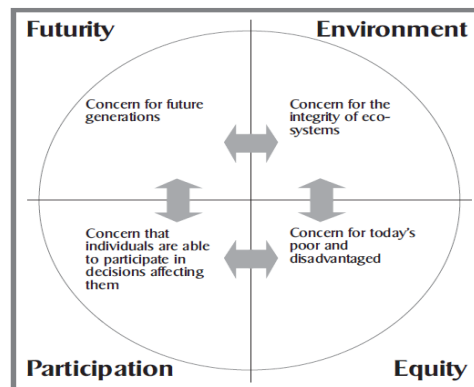 Futurity
Environment
Concern for future
generations
Concern for the
integrity of eco-
systems
Concern that
individuals are able
to participate in
decisions affecting
them
Concern for today's
poor and
disadvantaged
Participation
Equity